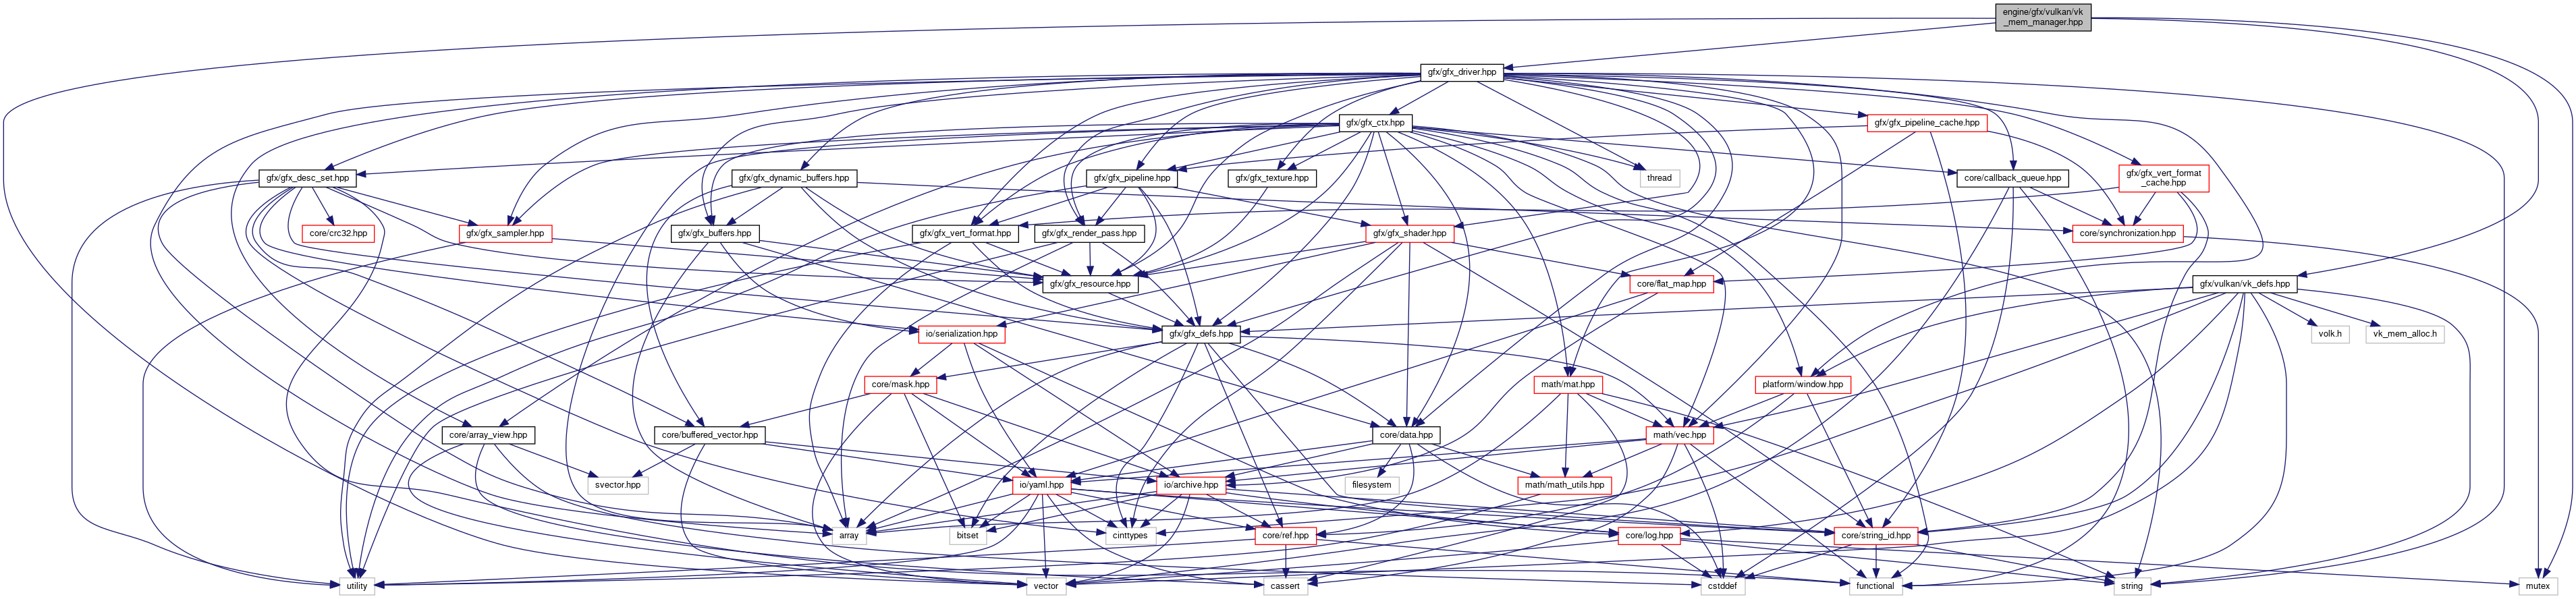 engine/gfx/vulkan/vk
_mem_manager.hpp
gfx/gfx_driver.hpp
gfx/gfx_ctx.hpp
gfx/gfx_pipeline_cache.hpp
gfx/gfx_desc_set.hpp
gfx/gfx_dynamic_buffers.hpp
gfx/gfx_pipeline.hpp
gfx/gfx_texture.hpp
thread
core/callback_queue.hpp
gfx/gfx_vert_format
_cache.hpp
core/crc32.hpp
gfx/gfx_sampler.hpp
gfx/gfx_buffers.hpp
gfx/gfx_vert_format.hpp
gfx/gfx_render_pass.hpp
gfx/gfx_shader.hpp
core/synchronization.hpp
gfx/gfx_resource.hpp
core/flat_map.hpp
gfx/vulkan/vk_defs.hpp
io/serialization.hpp
gfx/gfx_defs.hpp
volk.h
vk_mem_alloc.h
core/mask.hpp
math/mat.hpp
platform/window.hpp
core/array_view.hpp
core/buffered_vector.hpp
core/data.hpp
math/vec.hpp
svector.hpp
io/yaml.hpp
io/archive.hpp
filesystem
math/math_utils.hpp
array
bitset
cinttypes
core/ref.hpp
core/log.hpp
core/string_id.hpp
utility
vector
cassert
cstddef
functional
string
mutex